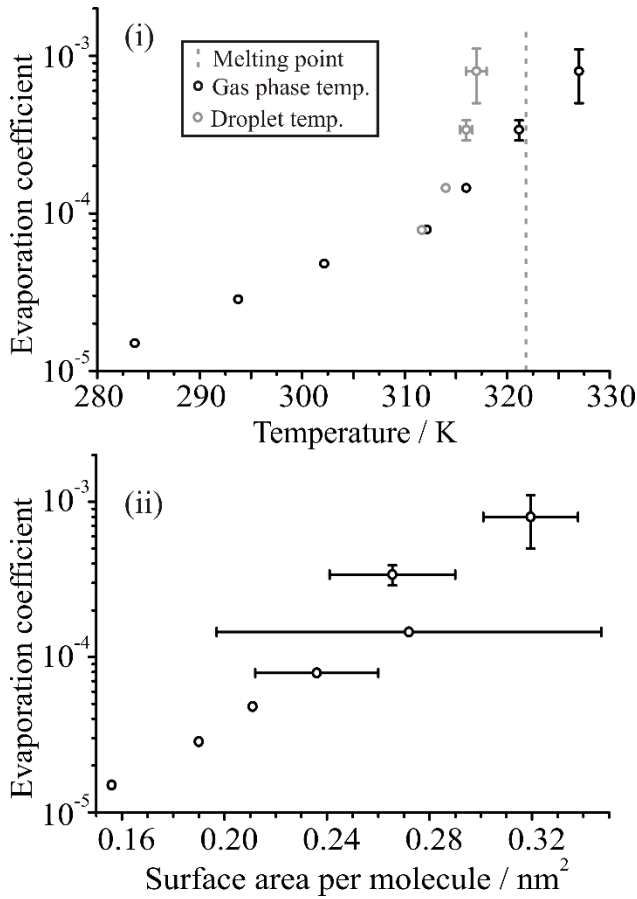 (i)
Melting point
Gas phase temp.
Droplet temp.
Evaporation coefficient
10⁻³
10⁻⁴
10⁻⁵
280 290 300 310 320 330
Temperature / K
(ii)
Evaporation coefficient
10⁻³
10⁻⁴
10⁻⁵
0.16 0.20 0.24 0.28 0.32
Surface area per molecule / nm²